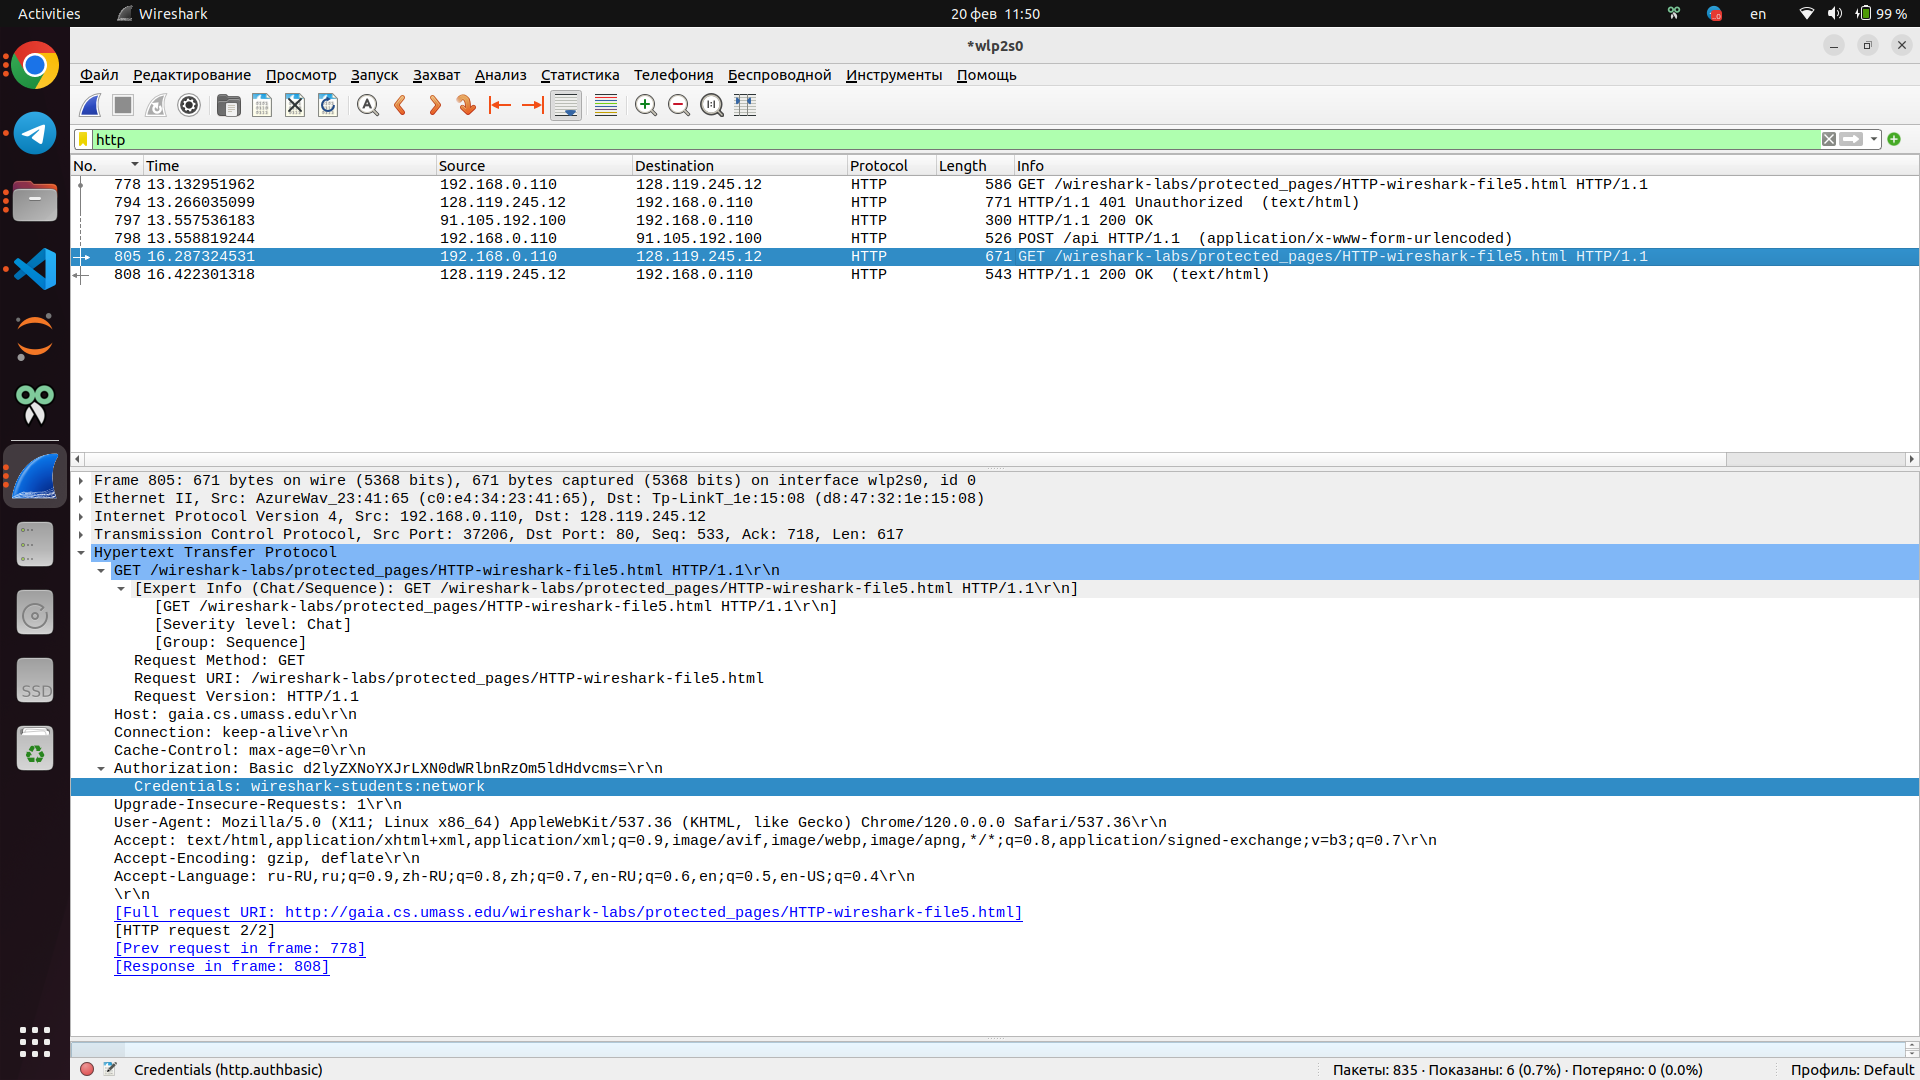 Activities
Wireshark
20 фев 11:50
en
99 %
*wlp2s0
Файл Редактирование Просмотр Запуск Захват Анализ Статистика Телефония Беспроводной Инструменты Помощь
http
No. Time Source Destination Protocol Length Info
778 13.132951962 192.168.0.110 128.119.245.12 HTTP 586 GET /wireshark-labs/protected_pages/HTTP-wireshark-file5.html HTTP/1.1
794 13.266035099 128.119.245.12 192.168.0.110 HTTP 771 HTTP/1.1 401 Unauthorized (text/html)
797 13.557536183 91.105.192.100 192.168.0.110 HTTP 300 HTTP/1.1 200 OK
798 13.558819244 192.168.0.110 91.105.192.100 HTTP 526 POST /api HTTP/1.1 (application/x-www-form-urlencoded)
805 16.287324531 192.168.0.110 128.119.245.12 HTTP 671 GET /wireshark-labs/protected_pages/HTTP-wireshark-file5.html HTTP/1.1
808 16.422301318 128.119.245.12 192.168.0.110 HTTP 543 HTTP/1.1 200 OK (text/html)
Frame 805: 671 bytes on wire (5368 bits), 671 bytes captured (5368 bits) on interface wlp2s0, id 0
Ethernet II, Src: AzureWav_23:41:65 (c0:e4:34:23:41:65), Dst: Tp-LinkT_1e:15:08 (d8:47:32:1e:15:08)
Internet Protocol Version 4, Src: 192.168.0.110, Dst: 128.119.245.12
Transmission Control Protocol, Src Port: 37206, Dst Port: 80, Seq: 533, Ack: 718, Len: 617
Hypertext Transfer Protocol
GET /wireshark-labs/protected_pages/HTTP-wireshark-file5.html HTTP/1.1\r\n
[Expert Info (Chat/Sequence): GET /wireshark-labs/protected_pages/HTTP-wireshark-file5.html HTTP/1.1\r\n]
[GET /wireshark-labs/protected_pages/HTTP-wireshark-file5.html HTTP/1.1\r\n]
[Severity level: Chat]
[Group: Sequence]
Request Method: GET
Request URI: /wireshark-labs/protected_pages/HTTP-wireshark-file5.html
Request Version: HTTP/1.1
Host: gaia.cs.umass.edu\r\n
Connection: keep-alive\r\n
Cache-Control: max-age=0\r\n
Authorization: Basic d2lyZXNoYXJrLXN0dWRlbnRzOm5ldHdvcms=\r\n
Credentials: wireshark-students:network
Upgrade-Insecure-Requests: 1\r\n
User-Agent: Mozilla/5.0 (X11; Linux x86_64) AppleWebKit/537.36 (KHTML, like Gecko) Chrome/120.0.0.0 Safari/537.36\r\n
Accept: text/html,application/xhtml+xml,application/xml;q=0.9,image/avif,image/webp,image/apng,*/*;q=0.8,application/signed-exchange;v=b3;q=0.7\r\n
Accept-Encoding: gzip, deflate\r\n
Accept-Language: ru-RU,ru;q=0.9,zh-RU;q=0.8,zh;q=0.7,en-RU;q=0.6,en;q=0.5,en-US;q=0.4\r\n
\r\n
[Full request URI: http://gaia.cs.umass.edu/wireshark-labs/protected_pages/HTTP-wireshark-file5.html]
[HTTP request 2/2]
[Prev request in frame: 778]
[Response in frame: 808]
SSD
Credentials (http.authbasic)
Пакеты: 835 · Показаны: 6 (0.7%) · Потеряно: 0 (0.0%)
Профиль: Default